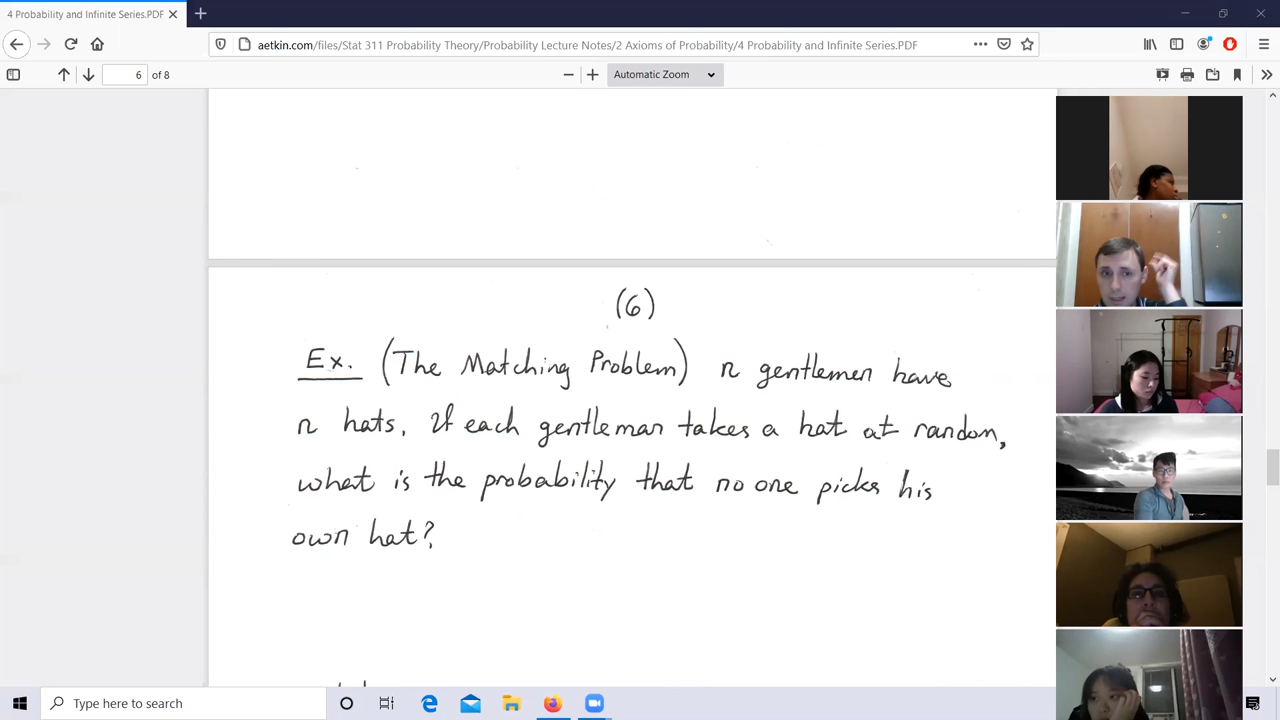 4 Probability and Infinite Series.PDF
aetkin.com/files/Stat 311 Probability Theory/Probability Lectcve Notes/2 Axioms of Probability/4 Probability and Infinite Series.PDF
6 of 8
Automatic Zoom
(6)
Ex. (The Matching Problem) n gentlemen have
n hats. If each gentleman takes a hat at random,
what is the probability that no one picks his
own hat?
Type here to search